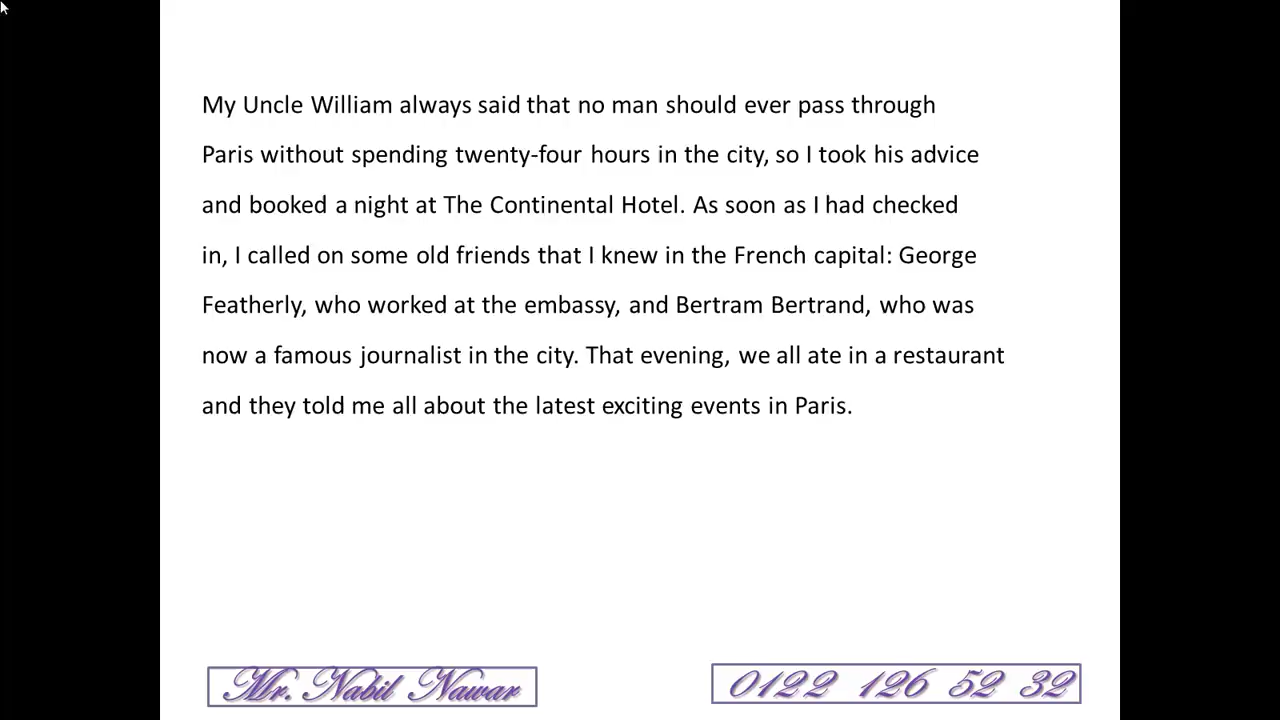 My Uncle William always said that no man should ever pass through
Paris without spending twenty-four hours in the city, so I took his advice
and booked a night at The Continental Hotel. As soon as I had checked
in, I called on some old friends that I knew in the French capital: George
Featherly, who worked at the embassy, and Bertram Bertrand, who was
now a famous journalist in the city. That evening, we all ate in a restaurant
and they told me all about the latest exciting events in Paris.
Mr. Nabil Nawar
0122 126 52 32